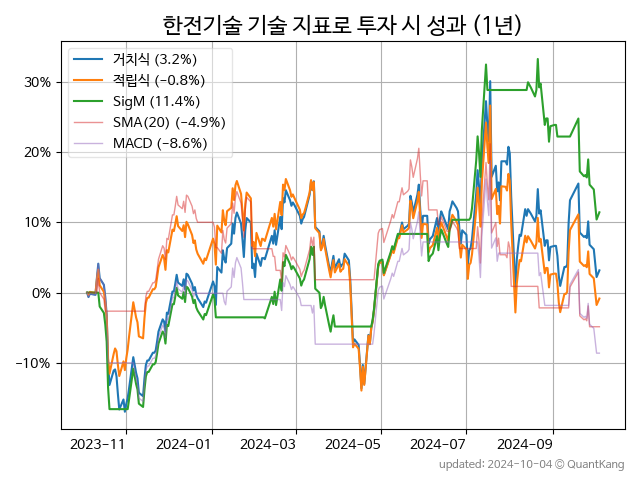 한전기술 기술 지표로 투자 시 성과 (1년)
거치식 (3.2%)
적립식 (−0.8%)
SigM (11.4%)
SMA(20) (−4.9%)
MACD (−8.6%)
30%
20%
10%
0%
−10%
2023−11
2024−01
2024−03
2024−05
2024−07
2024−09
updated: 2024-10-04 © QuantKang